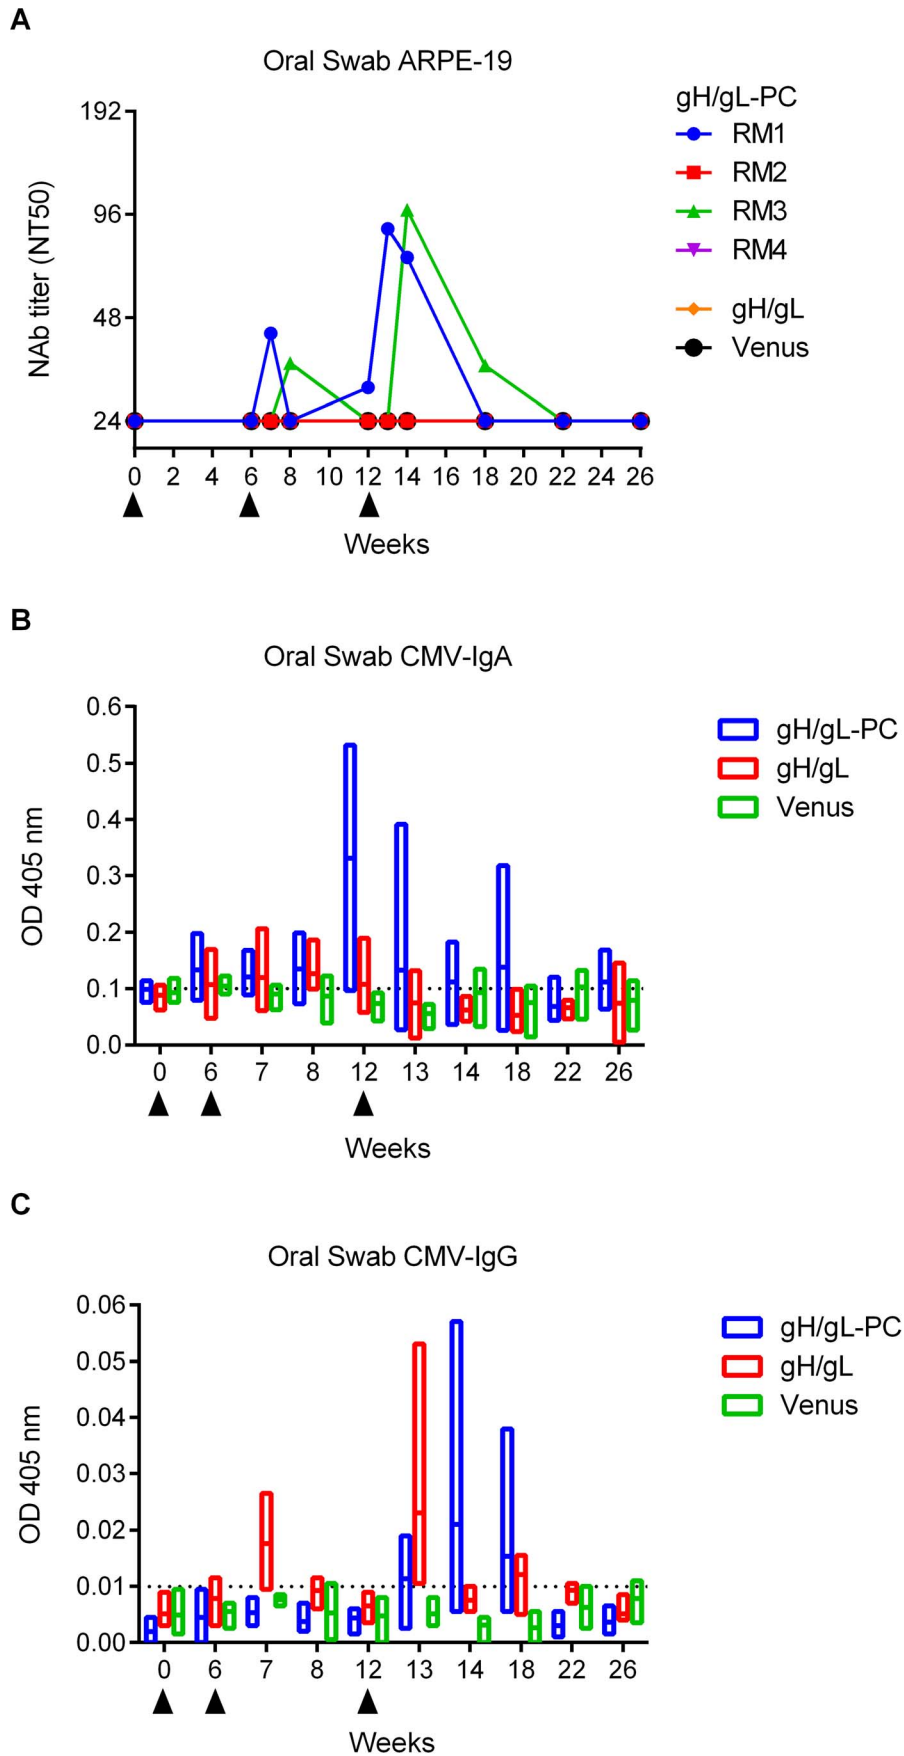 A
Oral Swab ARPE-19
NAb titer (NT50)
192
96
48
24
0 2 4 6 8 10 12 14 16 18 20 22 24 26
Weeks
gH/gL-PC
RM1
RM2
RM3
RM4
gH/gL
Venus
B
Oral Swab CMV-IgA
OD 405 nm
0.6
0.5
0.4
0.3
0.2
0.1
0.0
0 6 7 8 12 13 14 18 22 26
Weeks
gH/gL-PC
gH/gL
Venus
C
Oral Swab CMV-IgG
OD 405 nm
0.06
0.05
0.04
0.03
0.02
0.01
0.00
0 6 7 8 12 13 14 18 22 26
Weeks
gH/gL-PC
gH/gL
Venus